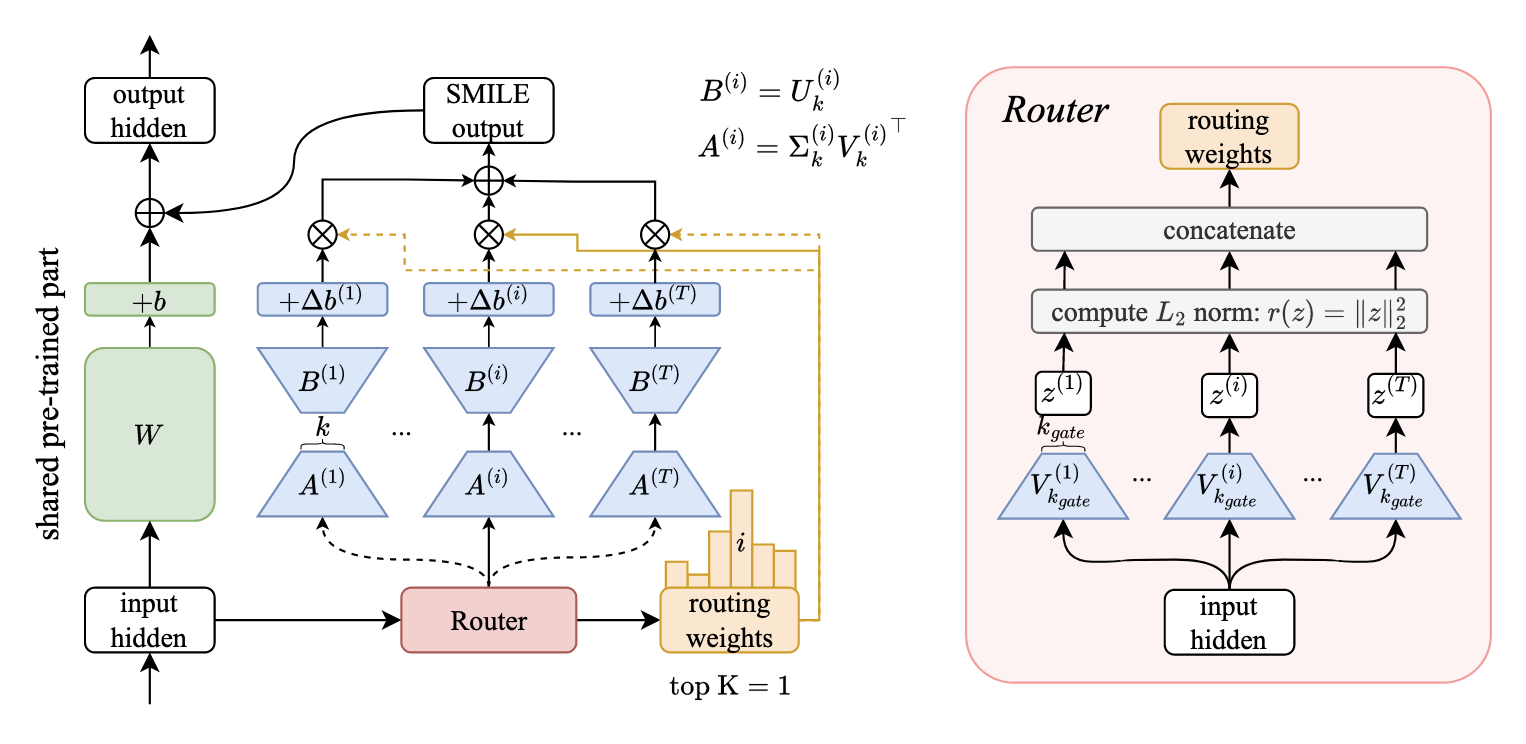 output
hidden
SMILE
output
$B^{(i)} = U_k^{(i)}$
$A^{(i)} = \Sigma_k^{(i)} V_k^{(i)\top}$
shared pre-trained part
$+b$
$+\Delta b^{(1)}$
$+\Delta b^{(i)}$
$+\Delta b^{(T)}$
$W$
$B^{(1)}$
$B^{(i)}$
$B^{(T)}$
$k$
...
...
$A^{(1)}$
$A^{(i)}$
$A^{(T)}$
$i$
input
hidden
Router
routing
weights
top K = 1
Router
routing
weights
concatenate
compute $L_2$ norm: $r(z) = \|z\|_2^2$
$z^{(1)}$
$z^{(i)}$
$z^{(T)}$
$k_{gate}$
$V_{k_{gate}}^{(1)}$
...
$V_{k_{gate}}^{(i)}$
...
$V_{k_{gate}}^{(T)}$
input
hidden